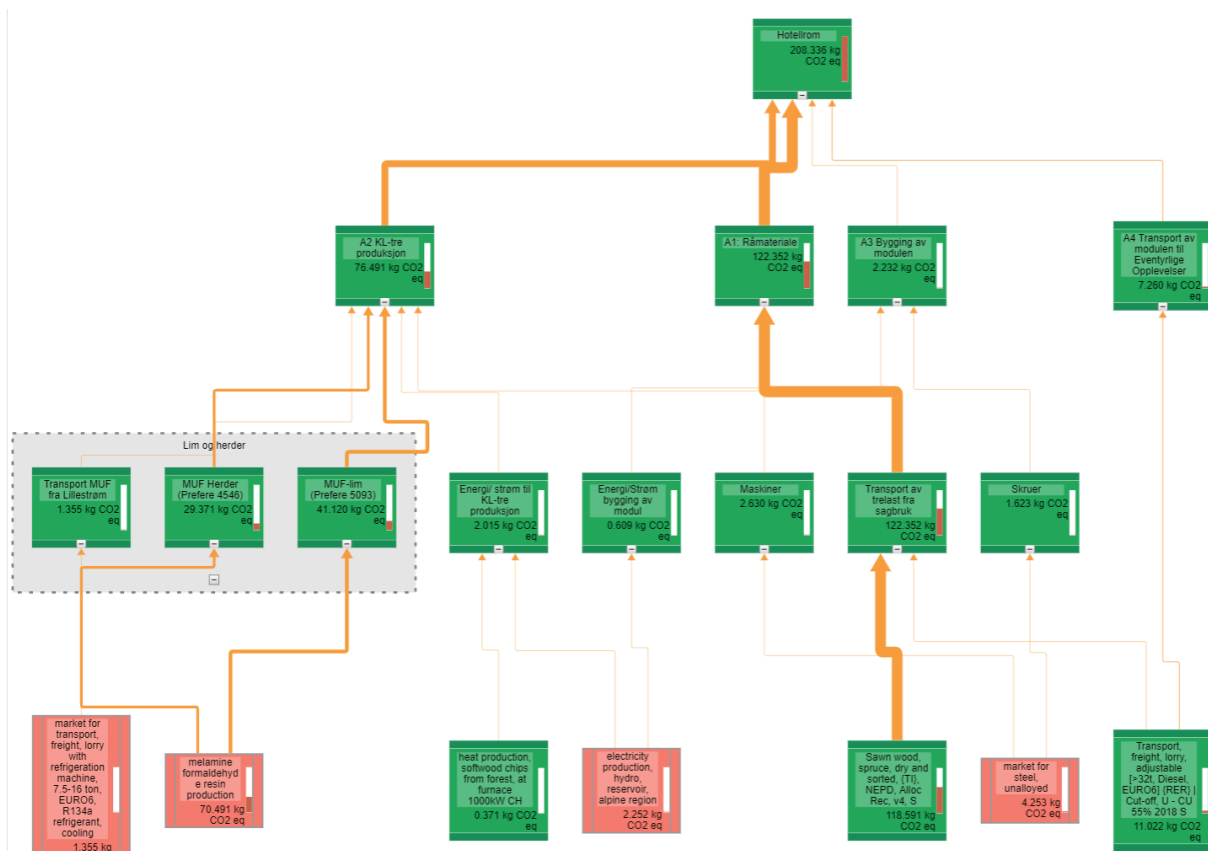 Hotellrom
208.336 kg
CO2 eq
A2 KL-tre
produksjon
76.491 kg CO2
eq
A1: Råmateriale
122.352 kg
CO2 eq
A3 Bygging av
modulen
2.232 kg CO2
eq
A4 Transport av
modulen til
Eventyrlige
Opplevelser
7.260 kg CO2
eq
Lim og herder
Transport MUF
fra Lillestrøm
1.355 kg CO2
eq
MUF Herder
(Prefere 4546)
29.371 kg CO2
eq
MUF-lim
(Prefere 5093)
41.120 kg CO2
eq
Energi/ strøm til
KL-tre
produksjon
2.015 kg CO2
eq
Energi/Strøm
bygging av
modul
0.609 kg CO2
eq
Maskiner
2.630 kg CO2
eq
Transport av
trelast fra
sagbruk
122.352 kg
CO2 eq
Skruer
1.623 kg CO2
eq
market for
transport,
freight, lorry
with
refrigeration
machine,
7.5-16 ton,
EURO6,
R134a
refrigerant,
cooling
1.355 kg
melamine
formaldehyd
e resin
production
70.491 kg
CO2 eq
heat production,
softwood chips
from forest, at
furnace
1000kW CH
0.371 kg CO2
eq
electricity
production,
hydro,
reservoir,
alpine region
2.252 kg
CO2 eq
Sawn wood,
spruce, dry and
sorted, {TI},
NEPD, Alloc
Rec, v4, S
118.591 kg
CO2 eq
market for
steel,
unalloyed
4.253 kg
CO2 eq
Transport,
freight, lorry,
adjustable
[>32t, Diesel,
EURO6] {RER} |
Cut-off, U - CU
55% 2018 S
11.022 kg CO2
eq